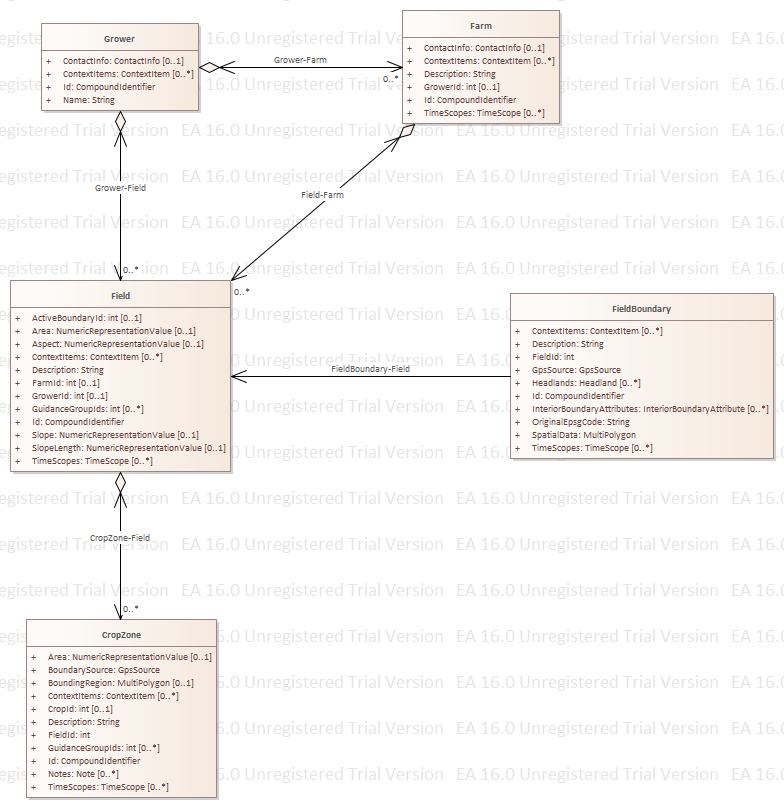 Grower
+ ContactInfo: ContactInfo [0..1]
+ ContextItems: ContextItem [0..*]
+ Id: CompoundIdentifier
+ Name: String
Farm
+ ContactInfo: ContactInfo [0..1]
+ ContextItems: ContextItem [0..*]
+ Description: String
+ GrowerId: int [0..1]
+ Id: CompoundIdentifier
+ TimeScopes: TimeScope [0..*]
Grower-Farm
0..*
Grower-Field
0..*
Field-Farm
0..*
Field
+ ActiveBoundaryId: int [0..1]
+ Area: NumericRepresentationValue [0..1]
+ Aspect: NumericRepresentationValue [0..1]
+ ContextItems: ContextItem [0..*]
+ Description: String
+ FarmId: int [0..1]
+ GrowerId: int [0..1]
+ GuidanceGroupIds: int [0..*]
+ Id: CompoundIdentifier
+ Slope: NumericRepresentationValue [0..1]
+ SlopeLength: NumericRepresentationValue [0..1]
+ TimeScopes: TimeScope [0..*]
FieldBoundary-Field
FieldBoundary
+ ContextItems: ContextItem [0..*]
+ Description: String
+ FieldId: int
+ GpsSource: GpsSource
+ Headlands: Headland [0..*]
+ Id: CompoundIdentifier
+ InteriorBoundaryAttributes: InteriorBoundaryAttribute [0..*]
+ OriginalEpsgCode: String
+ SpatialData: MultiPolygon
+ TimeScopes: TimeScope [0..*]
CropZone-Field
0..*
CropZone
+ Area: NumericRepresentationValue [0..1]
+ BoundarySource: GpsSource
+ BoundingRegion: MultiPolygon [0..1]
+ ContextItems: ContextItem [0..*]
+ CropId: int [0..1]
+ Description: String
+ FieldId: int
+ GuidanceGroupIds: int [0..*]
+ Id: CompoundIdentifier
+ Notes: Note [0..*]
+ TimeScopes: TimeScope [0..*]
EA 16.0 Unregistered Trial Version